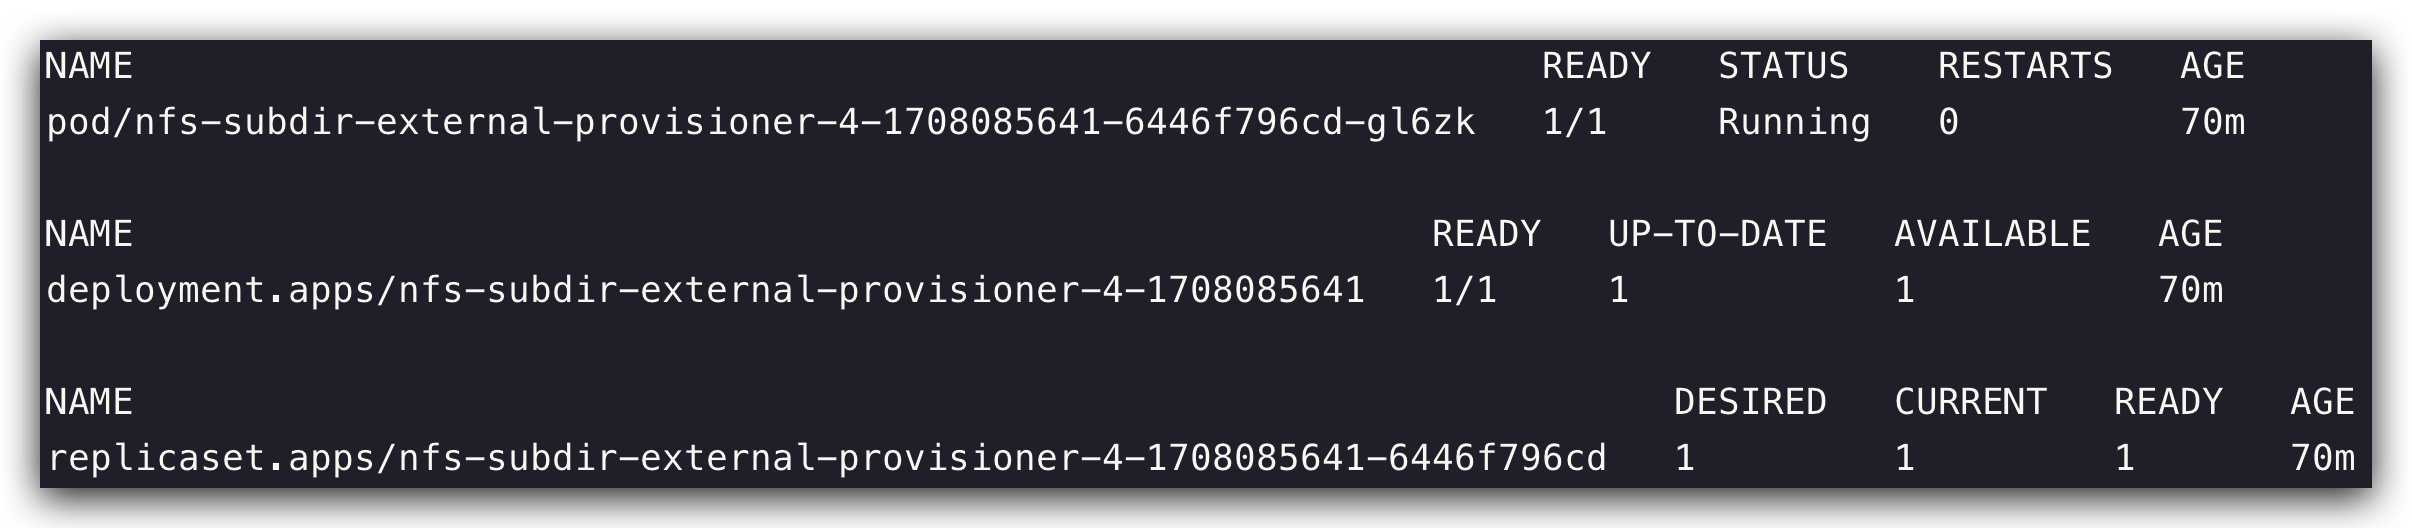 NAME                                                                READY   STATUS    RESTARTS   AGE
pod/nfs-subdir-external-provisioner-4-1708085641-6446f796cd-gl6zk   1/1     Running   0          70m
NAME                                                           READY   UP-TO-DATE   AVAILABLE   AGE
deployment.apps/nfs-subdir-external-provisioner-4-1708085641   1/1     1            1           70m
NAME                                                                      DESIRED   CURRENT   READY   AGE
replicaset.apps/nfs-subdir-external-provisioner-4-1708085641-6446f796cd   1         1         1       70m